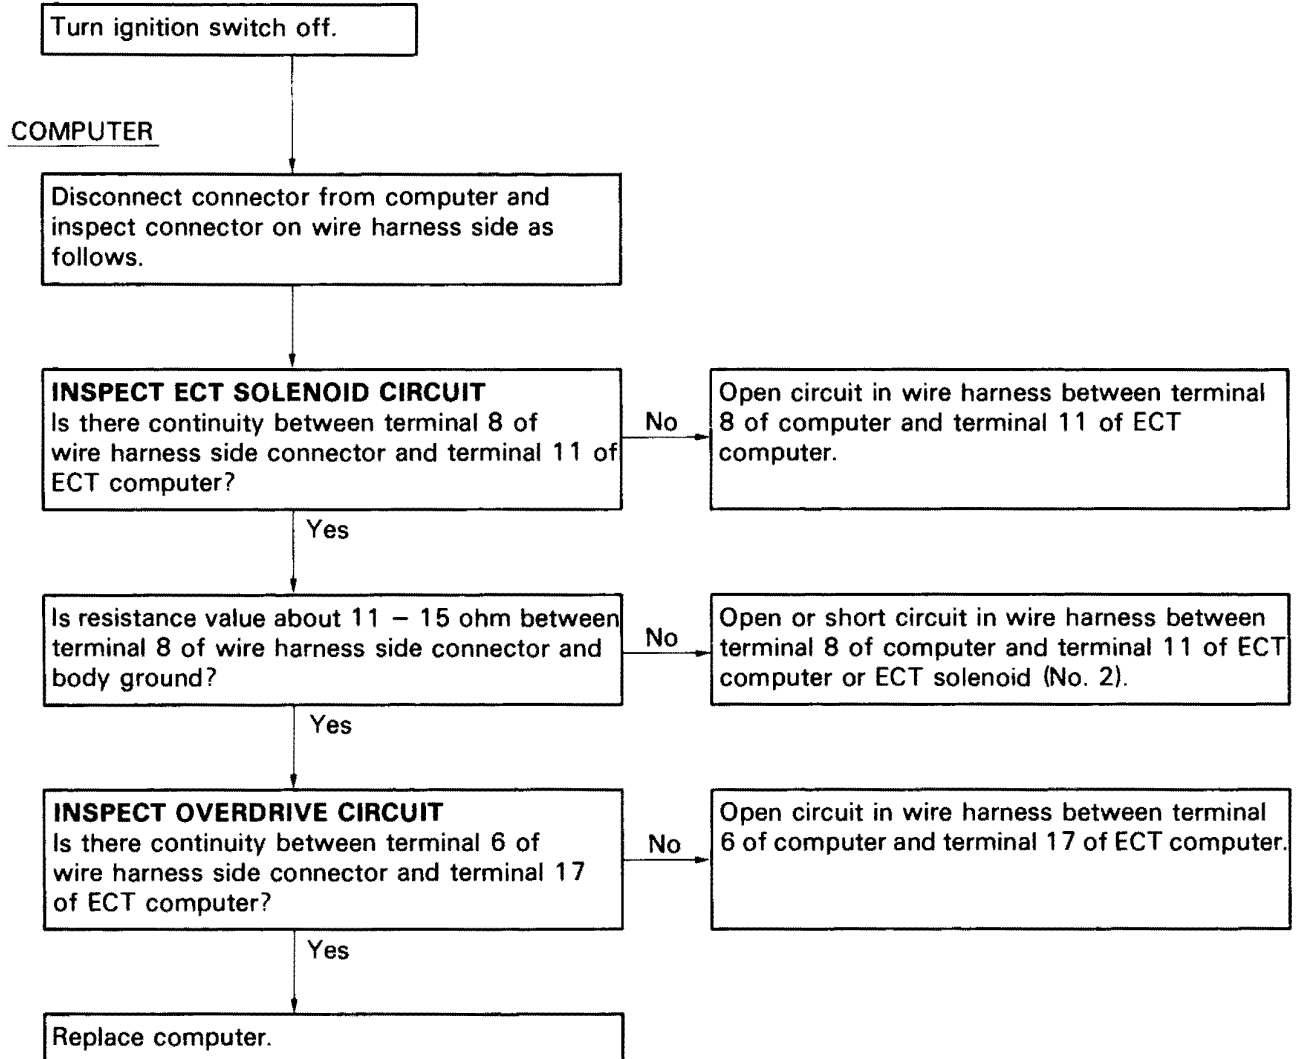 Turn ignition switch off.
COMPUTER
Disconnect connector from computer and
inspect connector on wire harness side as
follows.
INSPECT ECT SOLENOID CIRCUIT
Is there continuity between terminal 8 of
wire harness side connector and terminal 11 of
ECT computer?
No
Open circuit in wire harness between terminal
8 of computer and terminal 11 of ECT
computer.
Yes
Is resistance value about 11 – 15 ohm between
terminal 8 of wire harness side connector and
body ground?
No
Open or short circuit in wire harness between
terminal 8 of computer and terminal 11 of ECT
computer or ECT solenoid (No. 2).
Yes
INSPECT OVERDRIVE CIRCUIT
Is there continuity between terminal 6 of
wire harness side connector and terminal 17
of ECT computer?
No
Open circuit in wire harness between terminal
6 of computer and terminal 17 of ECT computer.
Yes
Replace computer.